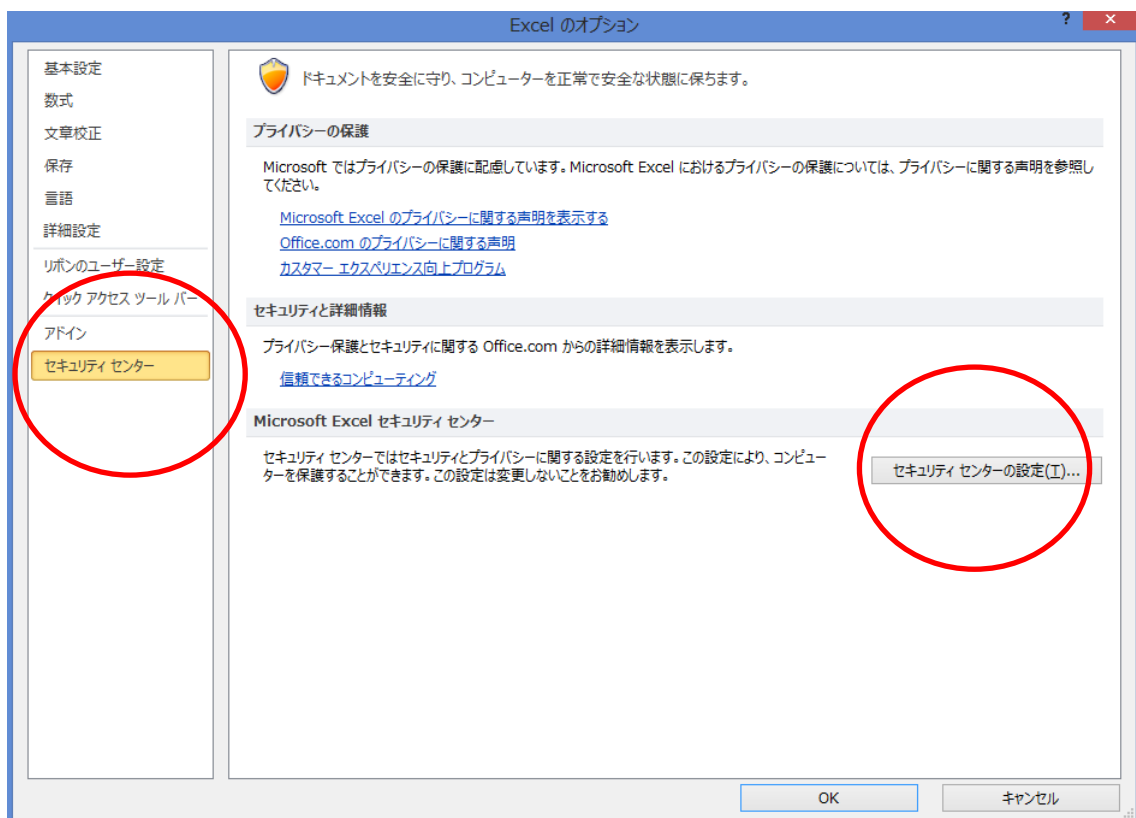 Excel のオプション
?
基本設定
数式
文章校正
保存
言語
詳細設定
リボンのユーザー設定
クイック アクセス ツール バー
アドイン
セキュリティ センター
ドキュメントを安全に守り、コンピューターを正常で安全な状態に保ちます。
プライバシーの保護
Microsoft ではプライバシーの保護に配慮しています。Microsoft Excel におけるプライバシーの保護については、プライバシーに関する声明を参照し
てください。
Microsoft Excel のプライバシーに関する声明を表示する
Office.com のプライバシーに関する声明
カスタマー エクスペリエンス向上プログラム
セキュリティと詳細情報
プライバシー保護とセキュリティに関する Office.com からの詳細情報を表示します。
信頼できるコンピューティング
Microsoft Excel セキュリティ センター
セキュリティ センターではセキュリティとプライバシーに関する設定を行います。この設定により、コンピュー
ターを保護することができます。この設定は変更しないことをお勧めします。
セキュリティ センターの設定(T)...
OK
キャンセル